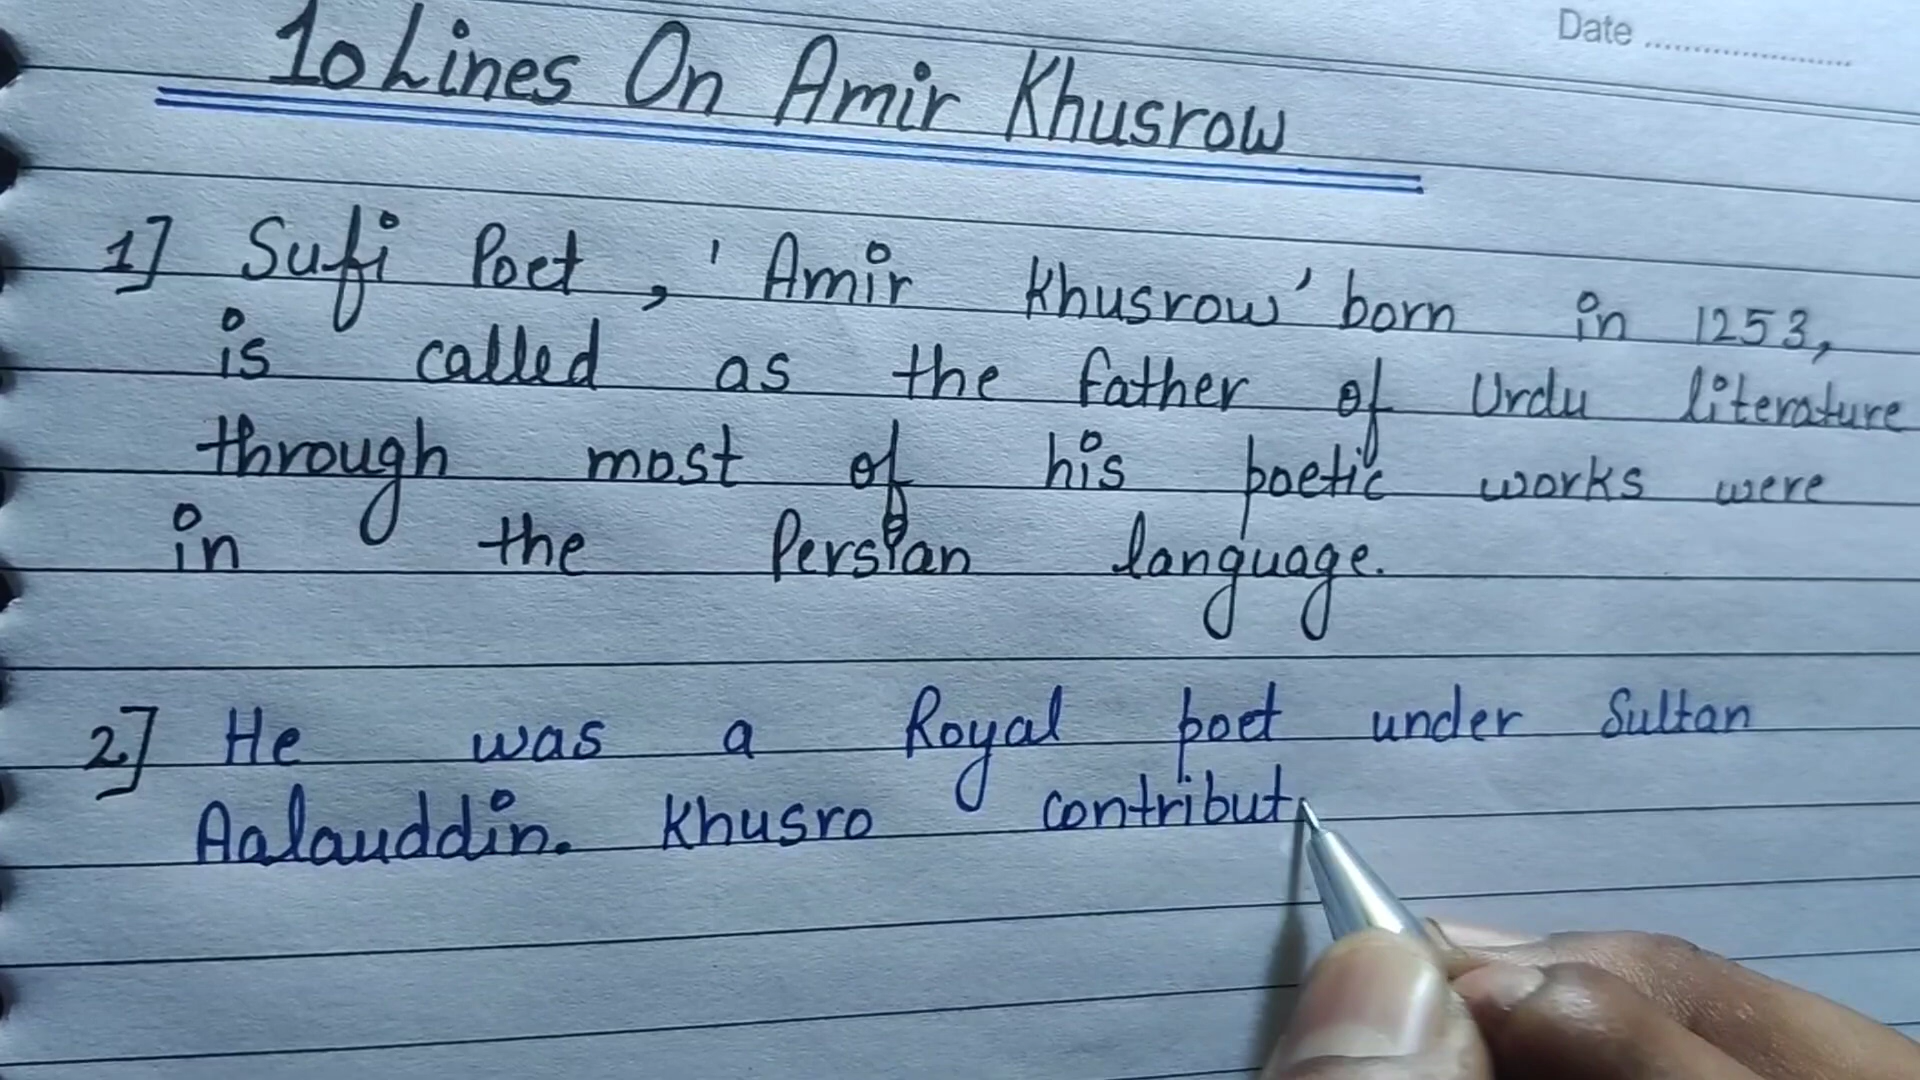 Date
10 Lines On Amir Khusrow
1] Sufi Poet, 'Amir Khusrow' born in 1253,
is called as the father of Urdu literature
through most of his poetic works were
in the Persian language.
2] He was a Royal poet under Sultan
Aalauddin. Khusro contribut